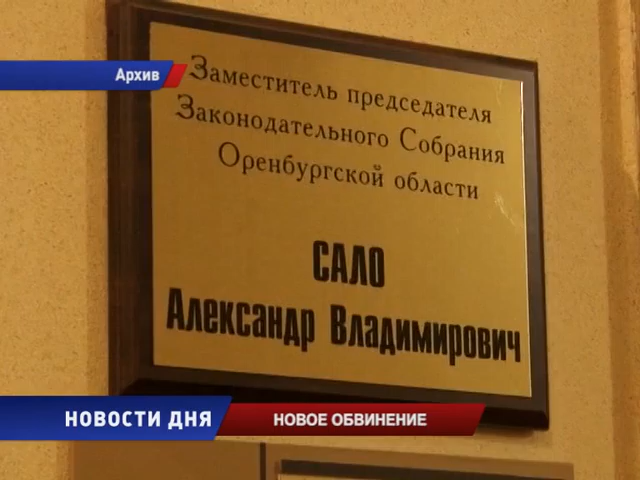 Архив
Заместитель председателя
Законодательного Собрания
Оренбургской области
САЛО
Александр Владимирович
НОВОСТИ ДНЯ
НОВОЕ ОБВИНЕНИЕ